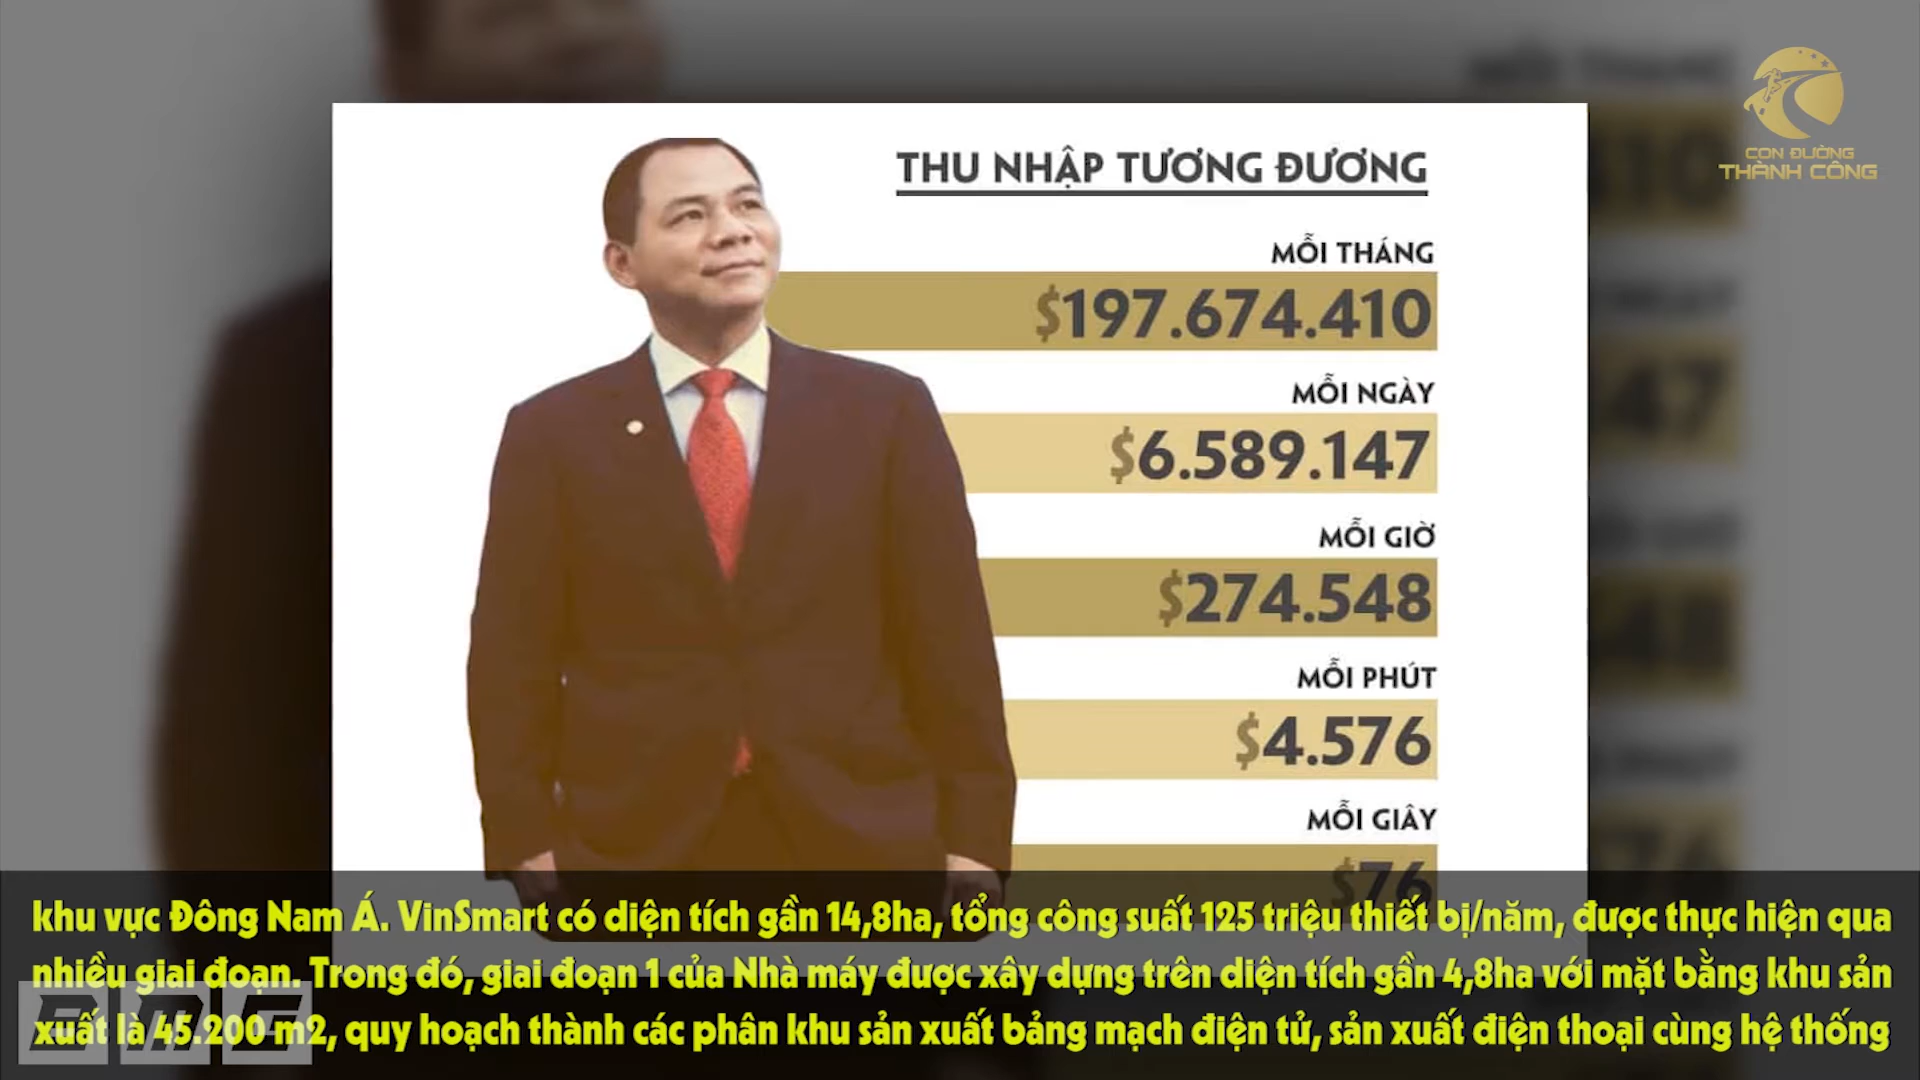 CON ĐƯỜNG
THÀNH CÔNG
THU NHẬP TƯƠNG ĐƯƠNG
MỖI THÁNG
$197.674.410
MỖI NGÀY
$6.589.147
MỖI GIỜ
$274.548
MỖI PHÚT
$4.576
MỖI GIÂY
$76
khu vực Đông Nam Á. VinSmart có diện tích gần 14,8ha, tổng công suất 125 triệu thiết bị/năm, được thực hiện qua
nhiều giai đoạn. Trong đó, giai đoạn 1 của Nhà máy được xây dựng trên diện tích gần 4,8ha với mặt bằng khu sản
xuất là 45.200 m2, quy hoạch thành các phân khu sản xuất bảng mạch điện tử, sản xuất điện thoại cùng hệ thống
BMG